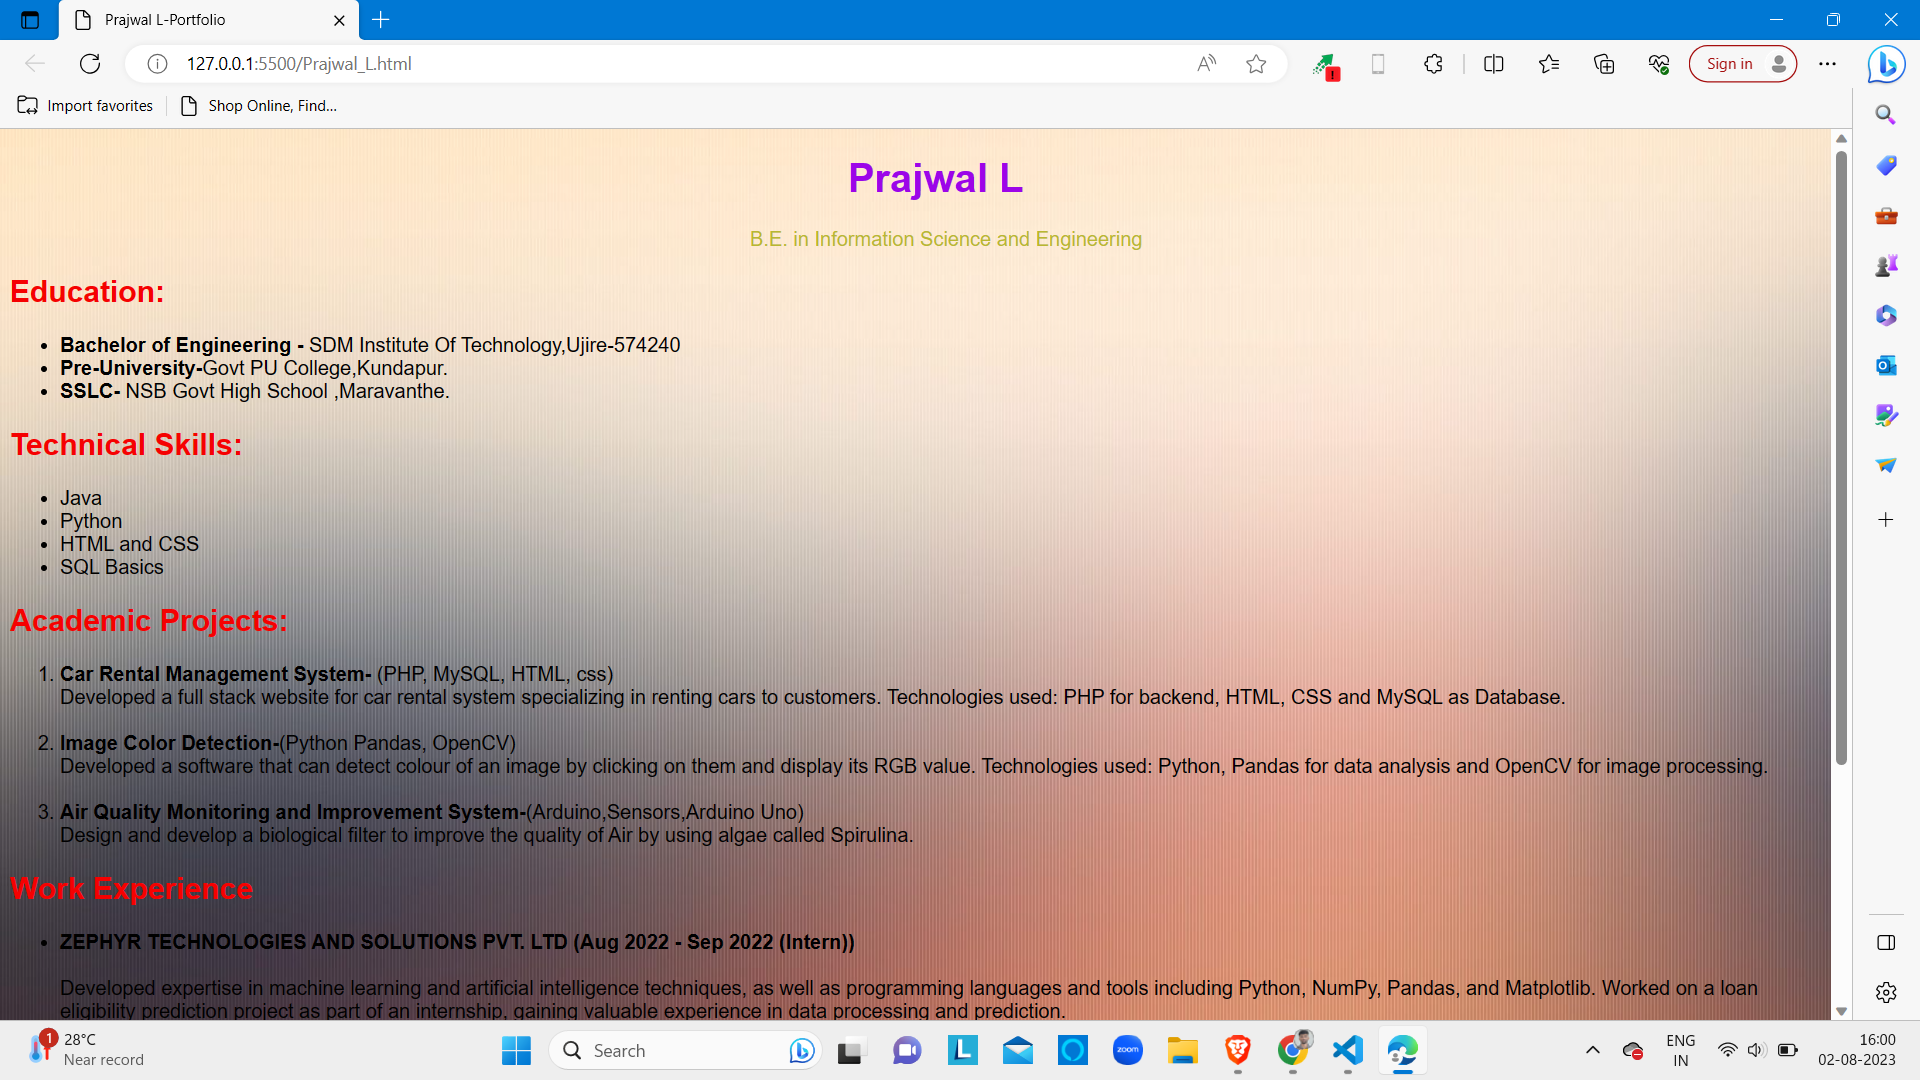 Prajwal L-Portfolio
127.0.0.1:5500/Prajwal_L.html
Sign in
Import favorites
Shop Online, Find...
Prajwal L
B.E. in Information Science and Engineering
Education:
Bachelor of Engineering - SDM Institute Of Technology,Ujire-574240
Pre-University-Govt PU College,Kundapur.
SSLC- NSB Govt High School ,Maravanthe.
Technical Skills:
Java
Python
HTML and CSS
SQL Basics
Academic Projects:
1. Car Rental Management System- (PHP, MySQL, HTML, css)
Developed a full stack website for car rental system specializing in renting cars to customers. Technologies used: PHP for backend, HTML, CSS and MySQL as Database.
2. Image Color Detection-(Python Pandas, OpenCV)
Developed a software that can detect colour of an image by clicking on them and display its RGB value. Technologies used: Python, Pandas for data analysis and OpenCV for image processing.
3. Air Quality Monitoring and Improvement System-(Arduino,Sensors,Arduino Uno)
Design and develop a biological filter to improve the quality of Air by using algae called Spirulina.
Work Experience
ZEPHYR TECHNOLOGIES AND SOLUTIONS PVT. LTD (Aug 2022 - Sep 2022 (Intern))
Developed expertise in machine learning and artificial intelligence techniques, as well as programming languages and tools including Python, NumPy, Pandas, and Matplotlib. Worked on a loan
eligibility prediction project as part of an internship, gaining valuable experience in data processing and prediction.
1
28°C
Near record
Search
L
zoom
ENG
IN
16:00
02-08-2023